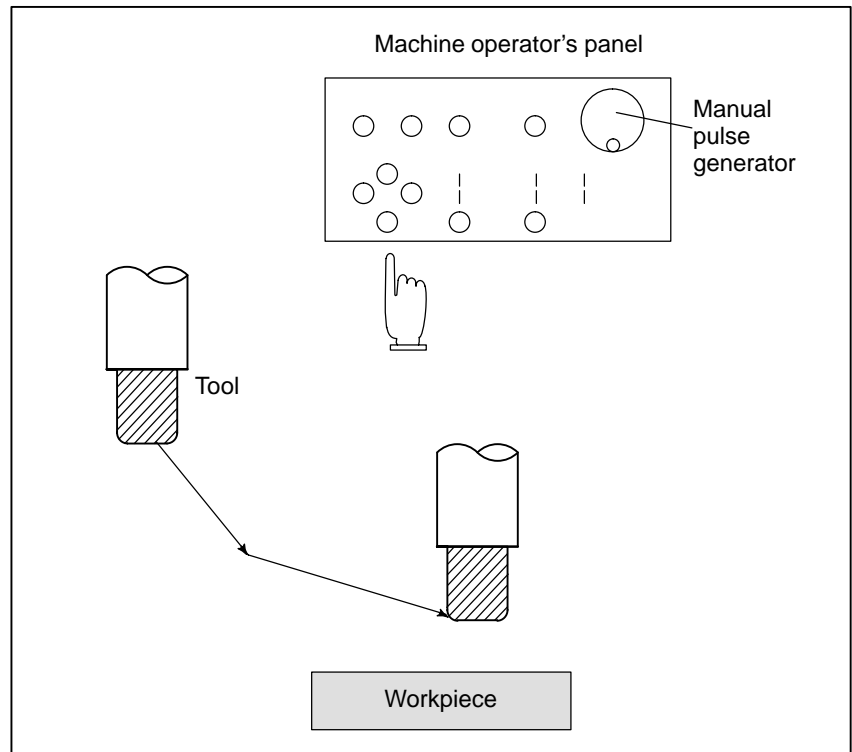 Machine operator's panel
Manual
pulse
generator
Tool
Workpiece